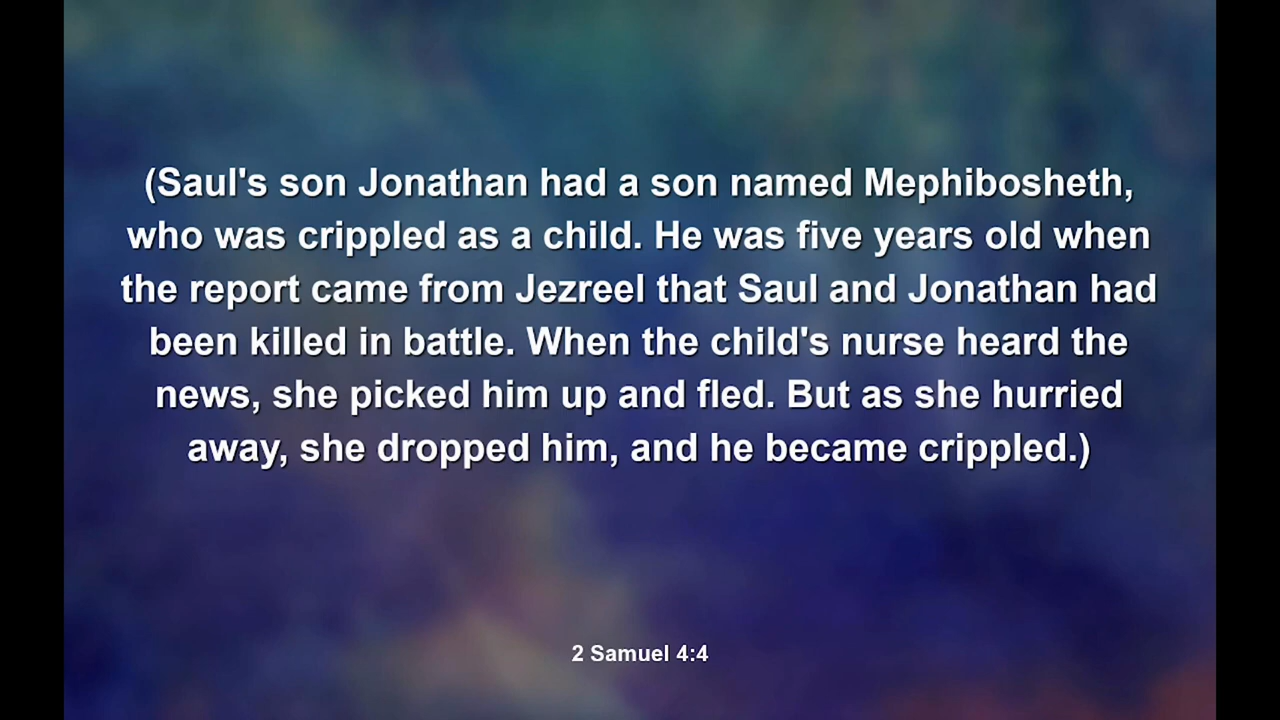 (Saul's son Jonathan had a son named Mephibosheth,
who was crippled as a child. He was five years old when
the report came from Jezreel that Saul and Jonathan had
been killed in battle. When the child's nurse heard the
news, she picked him up and fled. But as she hurried
away, she dropped him, and he became crippled.)
2 Samuel 4:4